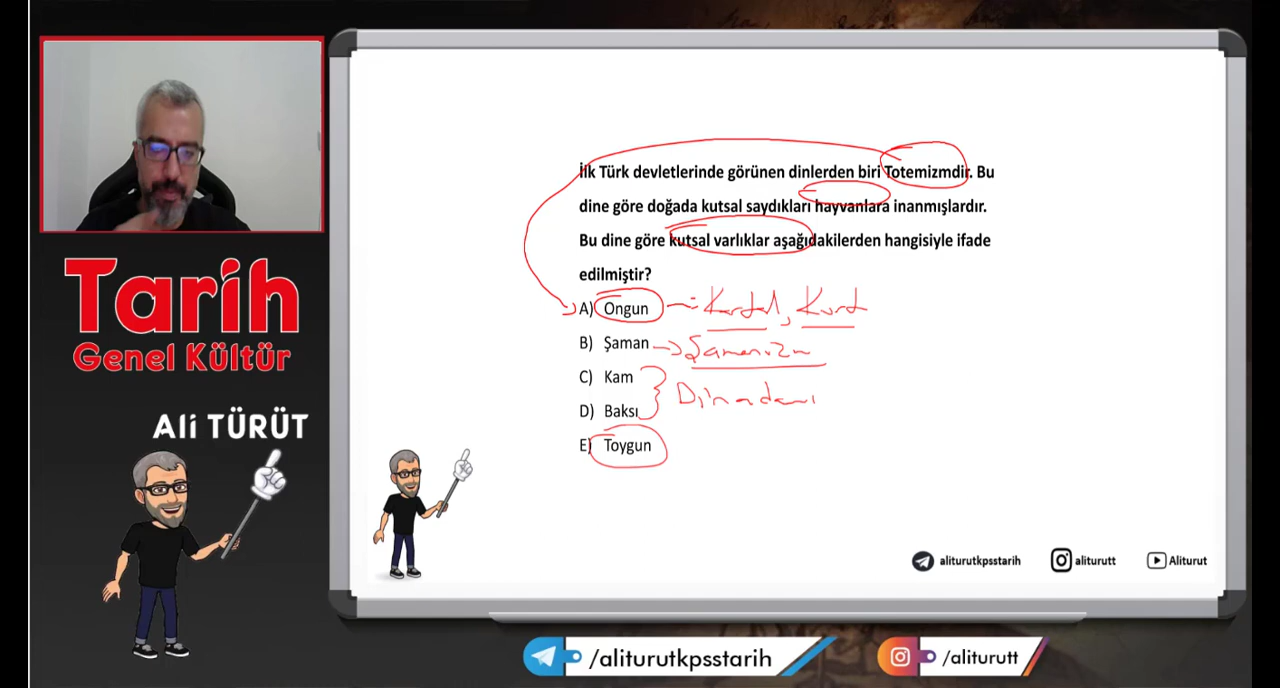 Tarih
Genel Kültür
Ali TÜRÜT
İlk Türk devletlerinde görünen dinlerden biri Totemizmdir. Bu
dine göre doğada kutsal saydıkları hayvanlara inanmışlardır.
Bu dine göre kutsal varlıklar aşağıdakilerden hangisiyle ifade
edilmiştir?
A) Ongun → Kartal, Kurt
B) Şaman → Şamanizm
C) Kam
D) Baksı } Dinadamı
E) Toygun
aliturutkpsstarih aliturutt Aliturut
/aliturutkpsstarih /aliturutt